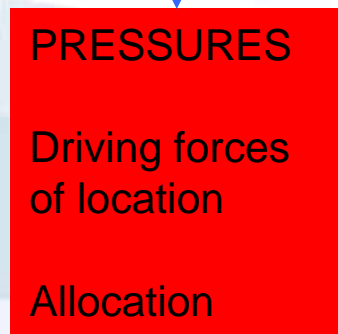 PRESSURES
Driving forces
of location
Allocation